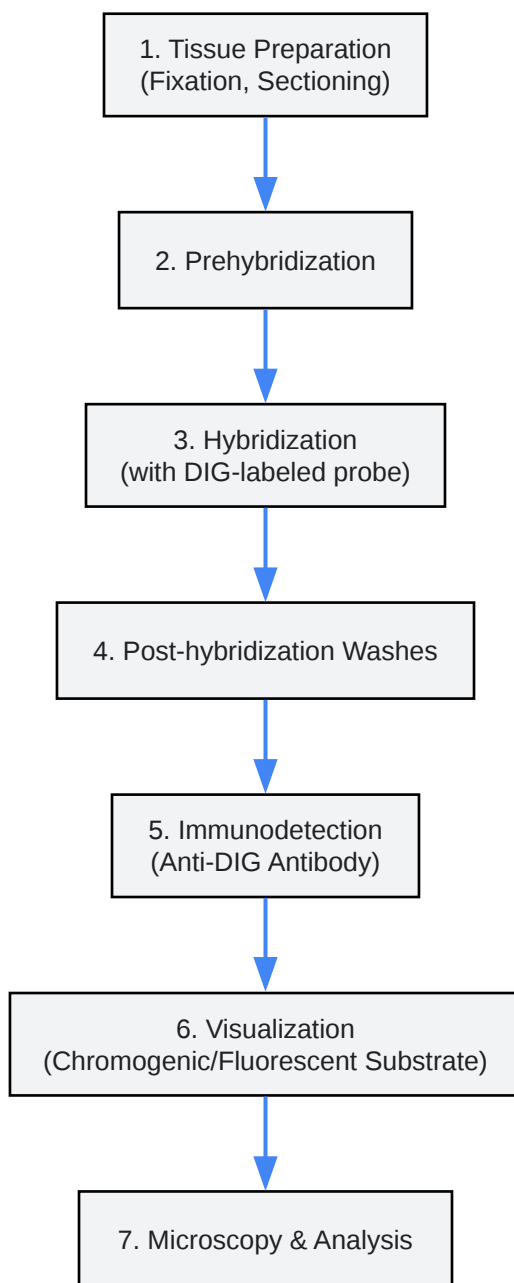 1. Tissue Preparation
(Fixation, Sectioning)
2. Prehybridization
3. Hybridization
(with DIG-labeled probe)
4. Post-hybridization Washes
5. Immunodetection
(Anti-DIG Antibody)
6. Visualization
(Chromogenic/Fluorescent Substrate)
7. Microscopy & Analysis